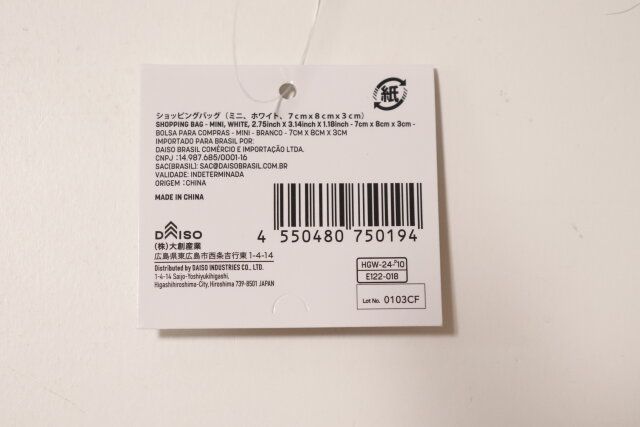 紙
ショッピングバッグ（ミニ、ホワイト、7cmx8cmx3cm）
SHOPPING BAG - MINI, WHITE, 2.75inch X 3.14inch X 1.18inch - 7cm x 8cm x 3cm -
BOLSA PARA COMPRAS - MINI - BRANCO - 7CM X 8CM X 3CM
IMPORTADO PARA BRASIL POR:
DAISO BRASIL COMÉRCIO E IMPORTAÇÃO LTDA.
CNPJ :14.987.685/0001-16
SAC(BRASIL): SAC@DAISOBRASIL.COM.BR
VALIDADE: INDETERMINADA
ORIGEM :CHINA
MADE IN CHINA
DAISO
(株)大創産業
広島県東広島市西条吉行東1-4-14
Distributed by DAISO INDUSTRIES CO., LTD.
1-4-14 Saijo-Yoshiyukihigashi,
Higashihiroshima-City, Hiroshima 739-8501 JAPAN
4 550480 750194
HGW-24-P10
E122-018
Lot No. 0103CF